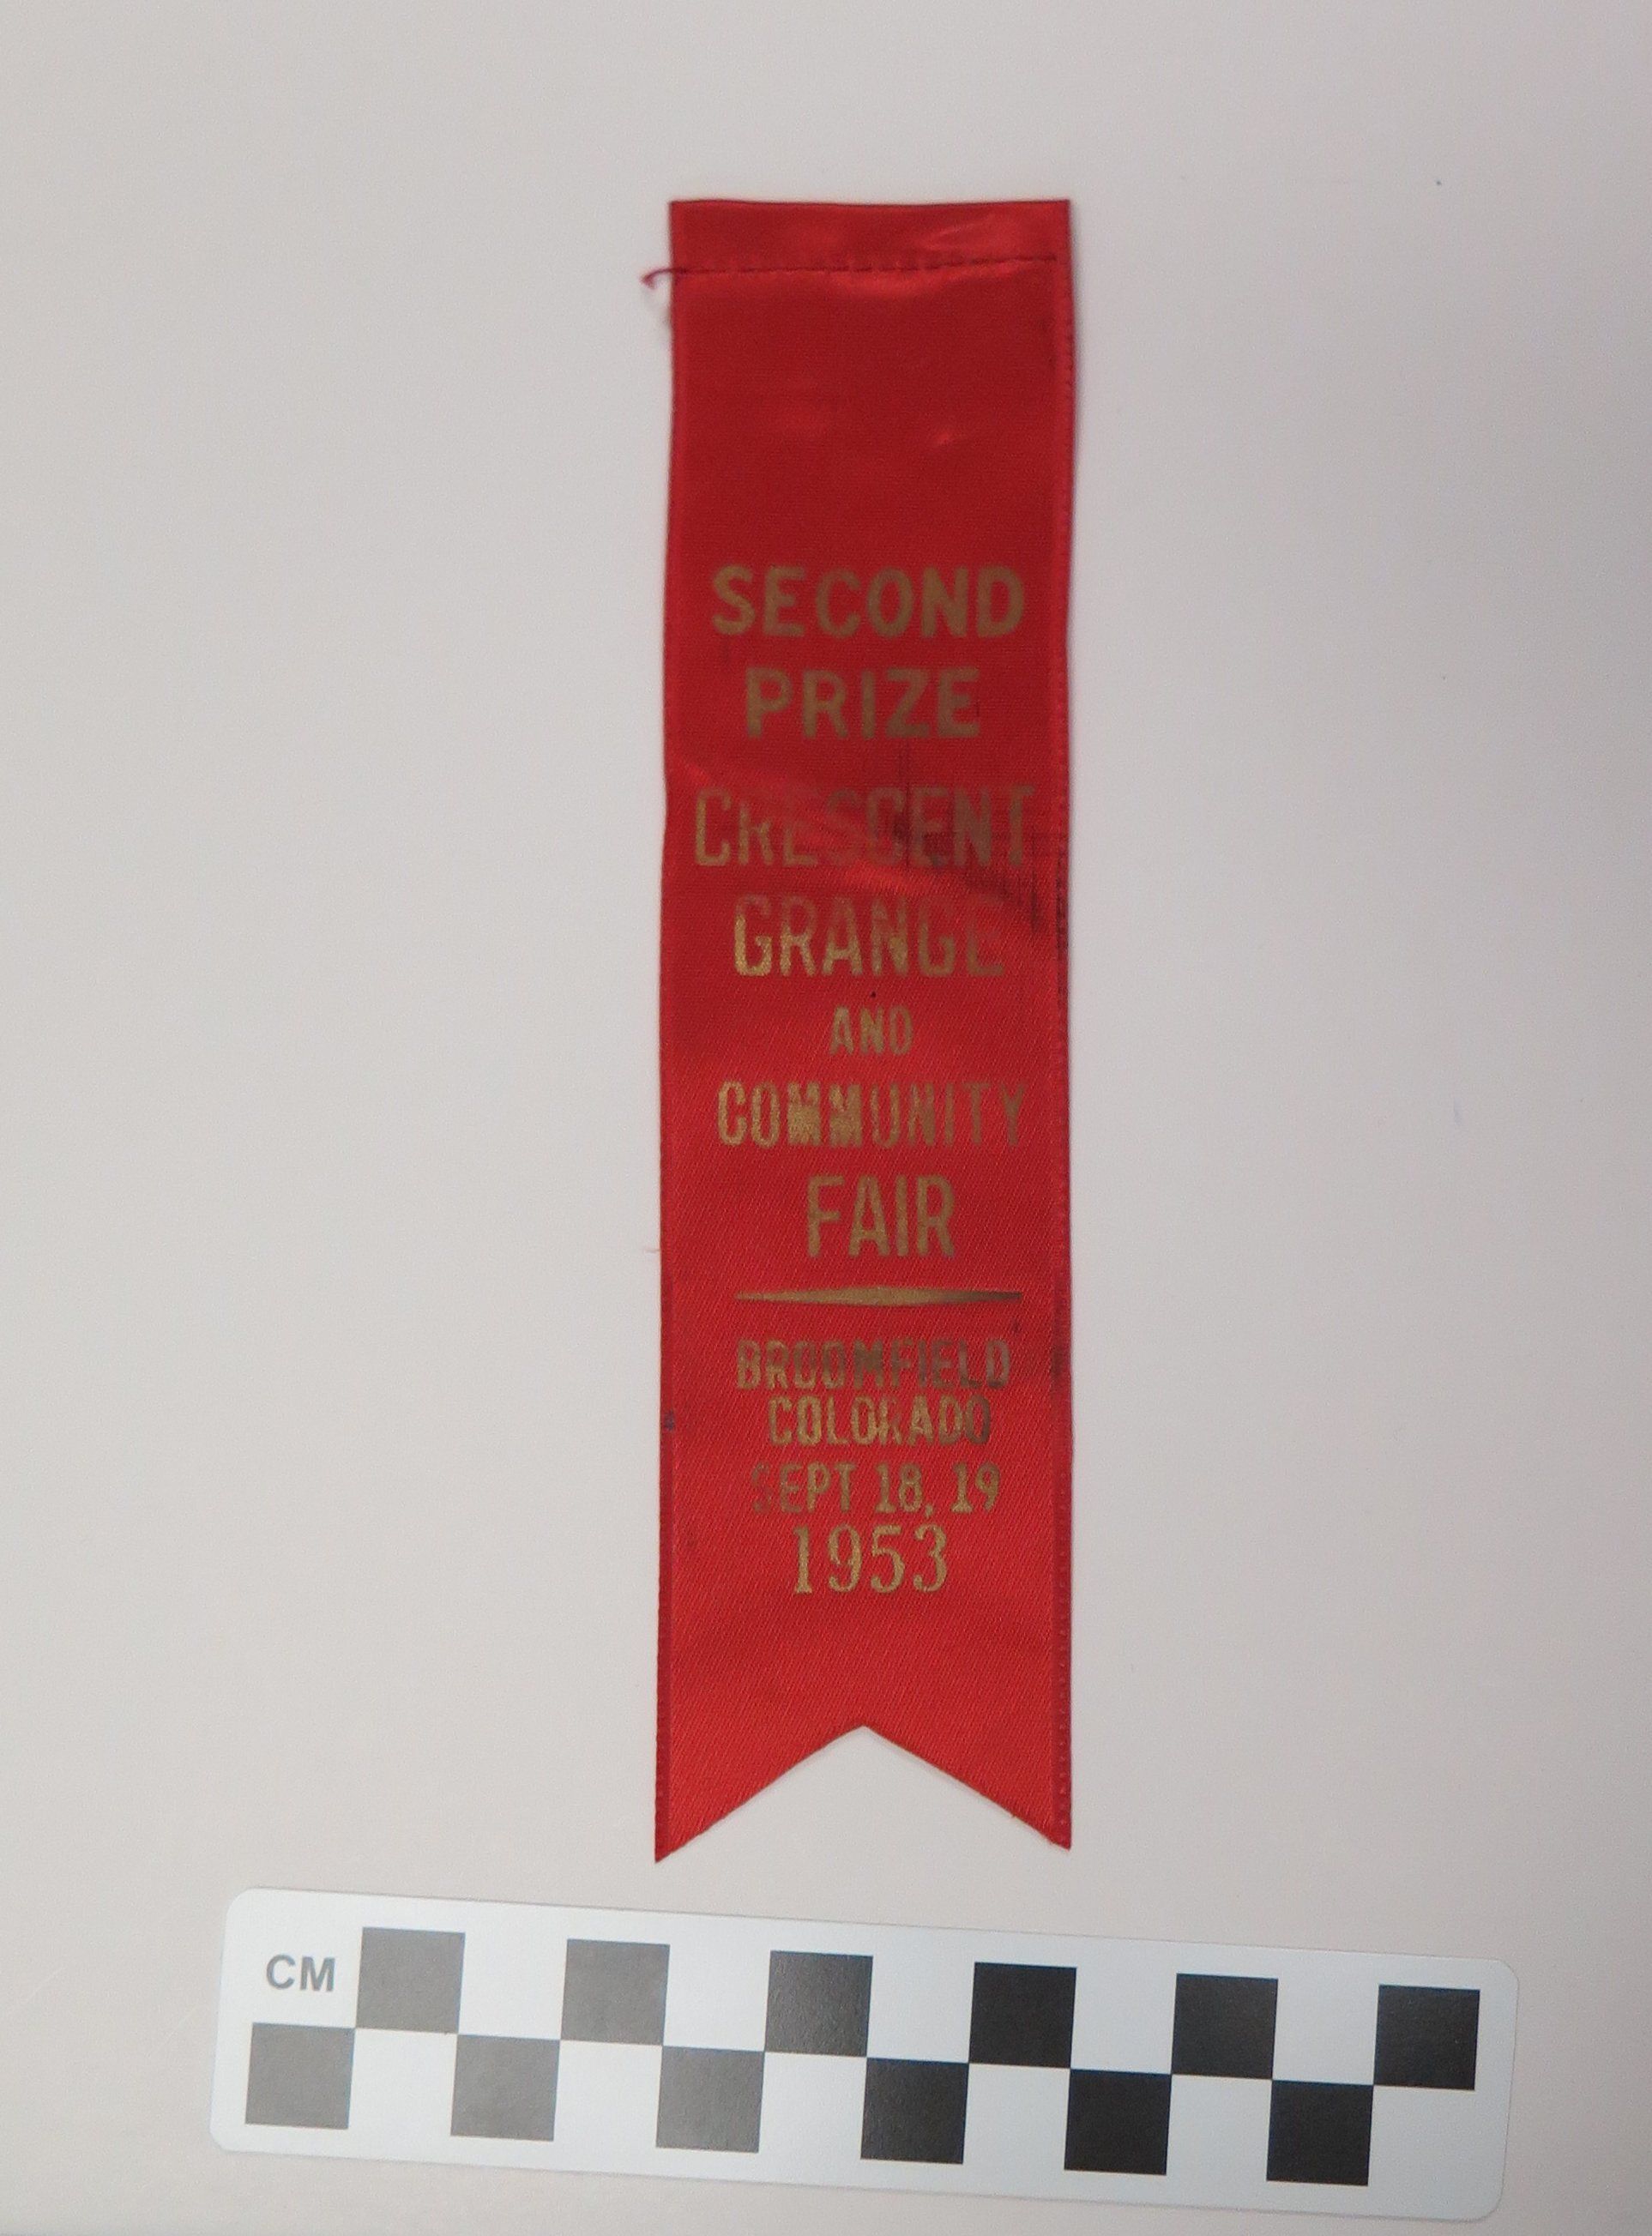 SECOND
PRIZE
CRESCENT
GRANGE
AND
COMMUNITY
FAIR
BROOMFIELD
COLORADO
SEPT 18, 19
1953
CM